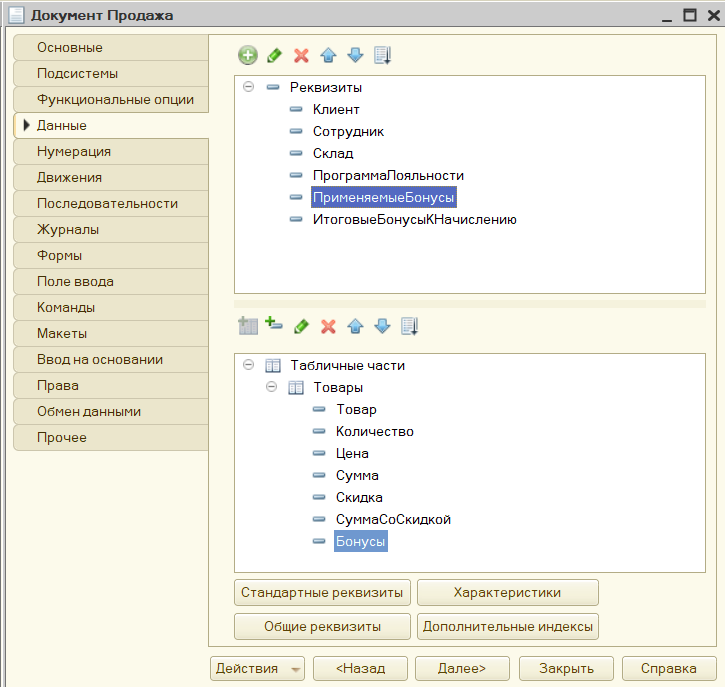 Документ Продажа
Основные
Подсистемы
Функциональные опции
Данные
Нумерация
Движения
Последовательности
Журналы
Формы
Поле ввода
Команды
Макеты
Ввод на основании
Права
Обмен данными
Прочее
Реквизиты
Клиент
Сотрудник
Склад
ПрограммаЛояльности
ПрименяемыеБонусы
ИтоговыеБонусыКНачислению
Табличные части
Товары
Товар
Количество
Цена
Сумма
Скидка
СуммаСоСкидкой
Бонусы
Стандартные реквизиты Характеристики
Общие реквизиты Дополнительные индексы
Действия <Назад Далее> Закрыть Справка